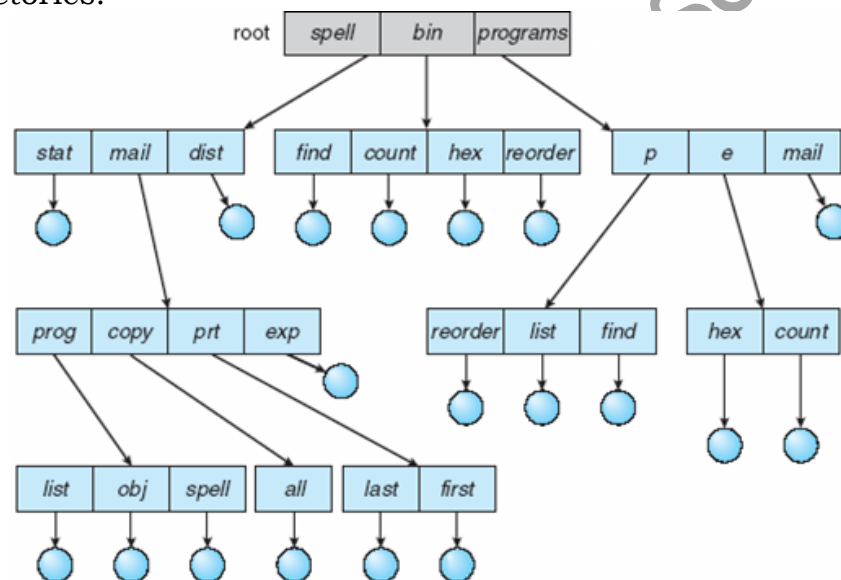 ectories:
root spell bin programs
stat mail dist find count hex reorder p e mail
prog copy prt exp reorder list find hex count
list obj spell all last first